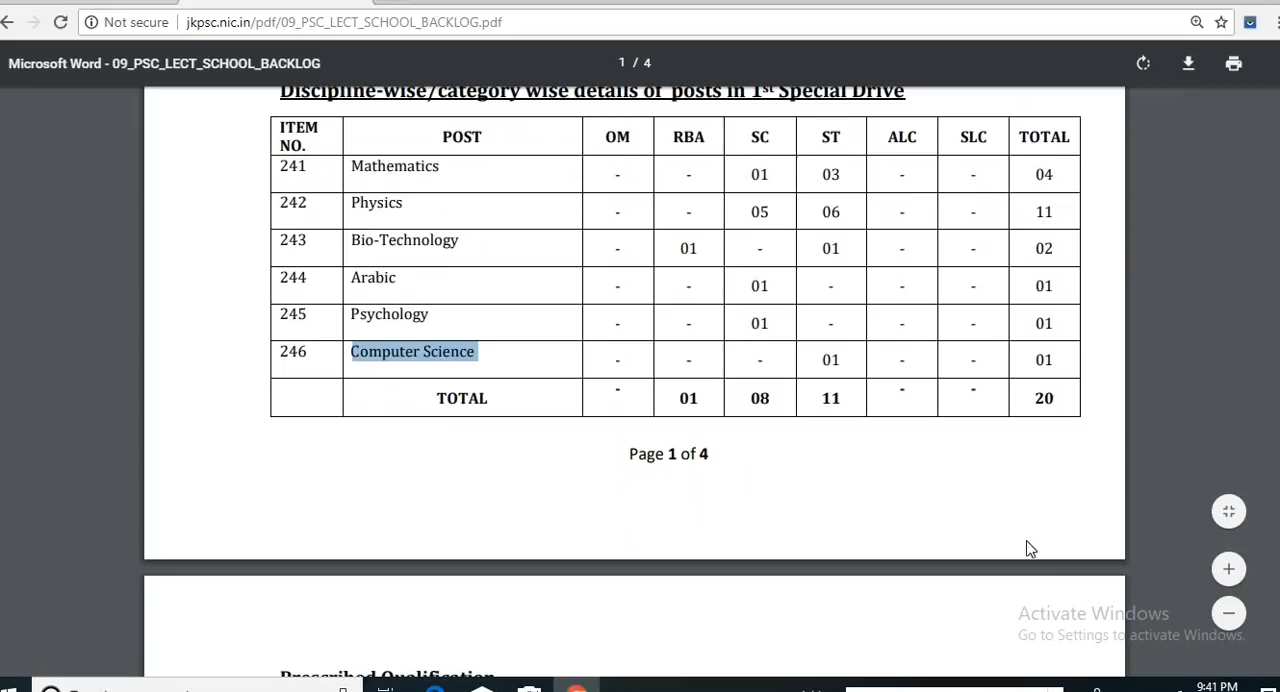 Not secure jkpsc.nic.in/pdf/09_PSC_LECT_SCHOOL_BACKLOG.pdf
Microsoft Word - 09_PSC_LECT_SCHOOL_BACKLOG 1 / 4
Discipline-wise/category wise details of posts in 1st Special Drive
ITEM NO. POST OM RBA SC ST ALC SLC TOTAL
241 Mathematics - - 01 03 - - 04
242 Physics - - 05 06 - - 11
243 Bio-Technology - 01 - 01 - - 02
244 Arabic - - 01 - - - 01
245 Psychology - - 01 - - - 01
246 Computer Science - - - 01 - - 01
TOTAL - 01 08 11 - - 20
Page 1 of 4
Activate Windows
Go to Settings to activate Windows.
Prescribed Qualification
9:41 PM